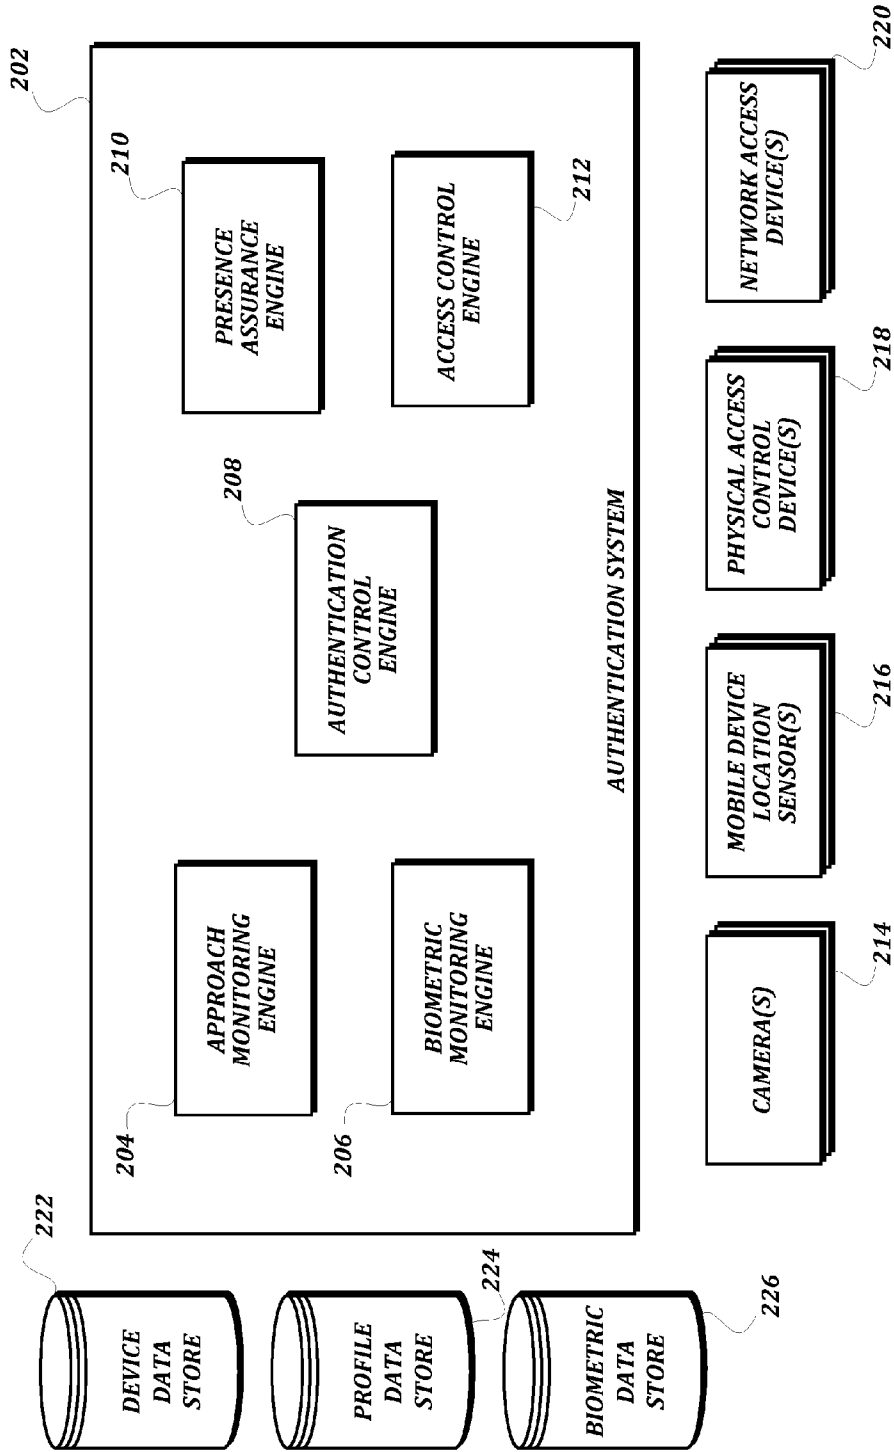 222
DEVICE
DATA
STORE
224
PROFILE
DATA
STORE
226
BIOMETRIC
DATA
STORE
202
204
APPROACH
MONITORING
ENGINE
206
BIOMETRIC
MONITORING
ENGINE
208
AUTHENTICATION
CONTROL
ENGINE
210
PRESENCE
ASSURANCE
ENGINE
212
ACCESS CONTROL
ENGINE
AUTHENTICATION SYSTEM
CAMERA(S)
214
MOBILE DEVICE
LOCATION
SENSOR(S)
216
PHYSICAL ACCESS
CONTROL
DEVICE(S)
218
NETWORK ACCESS
DEVICE(S)
220